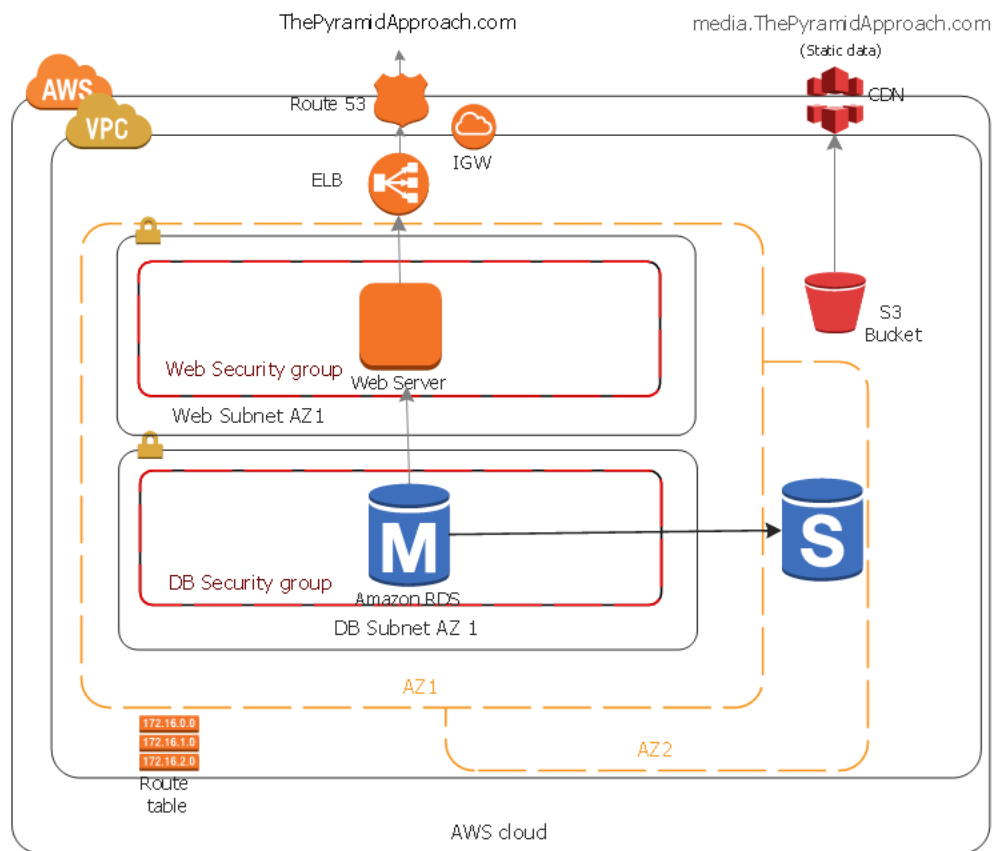 ThePyramidApproach.com
media.ThePyramidApproach.com
(Static data)
AWS
Route 53
CDN
VPC
IGW
ELB
S3
Bucket
Web Security group
Web Server
Web Subnet AZ1
M
S
DB Security group
Amazon RDS
DB Subnet AZ 1
AZ1
172.16.0.0
172.16.1.0
172.16.2.0
AZ2
Route
table
AWS cloud